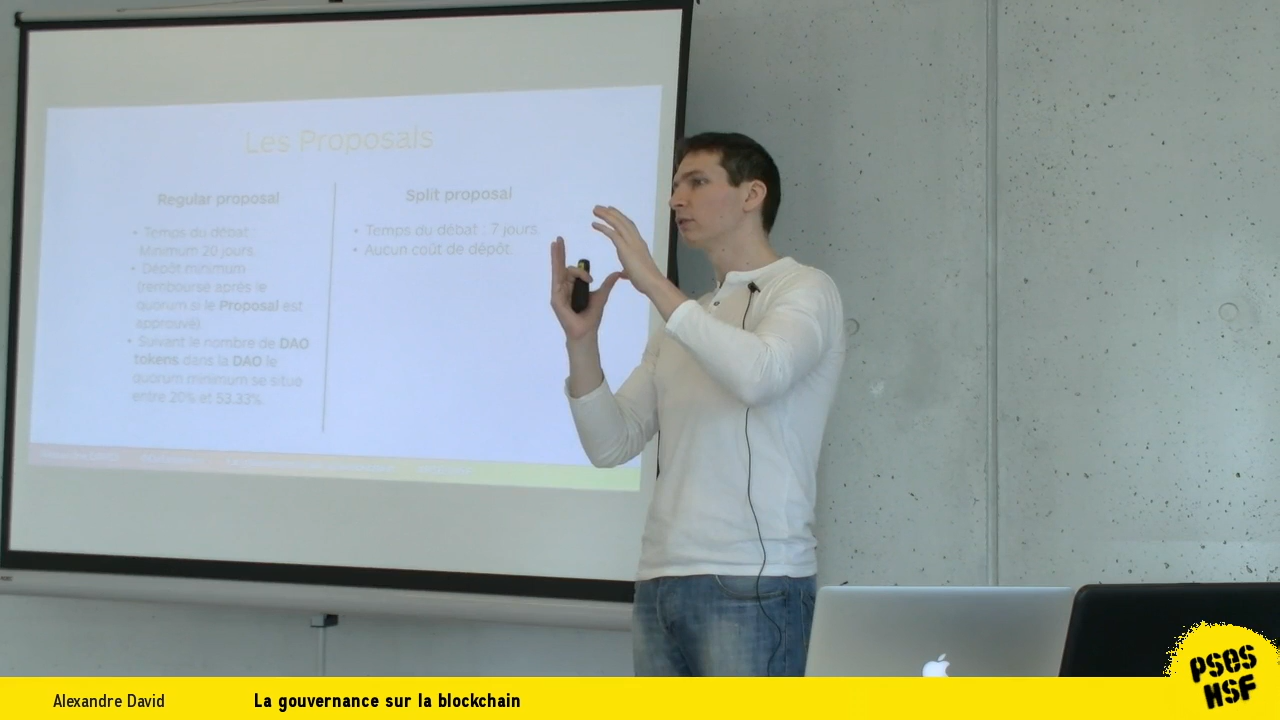 Les Proposals
Regular proposal
• Temps du débat :
Minimum 20 jours.
• Dépôt minimum
(remboursé après le
quorum si le Proposal est
approuvé).
• Suivant le nombre de DAO
tokens dans la DAO le
quorum minimum se situe
entre 20% et 53.33%.
Split proposal
• Temps du débat : 7 jours.
• Aucun coût de dépôt.
Alexandre David
La gouvernance sur la blockchain
PSES
HSF